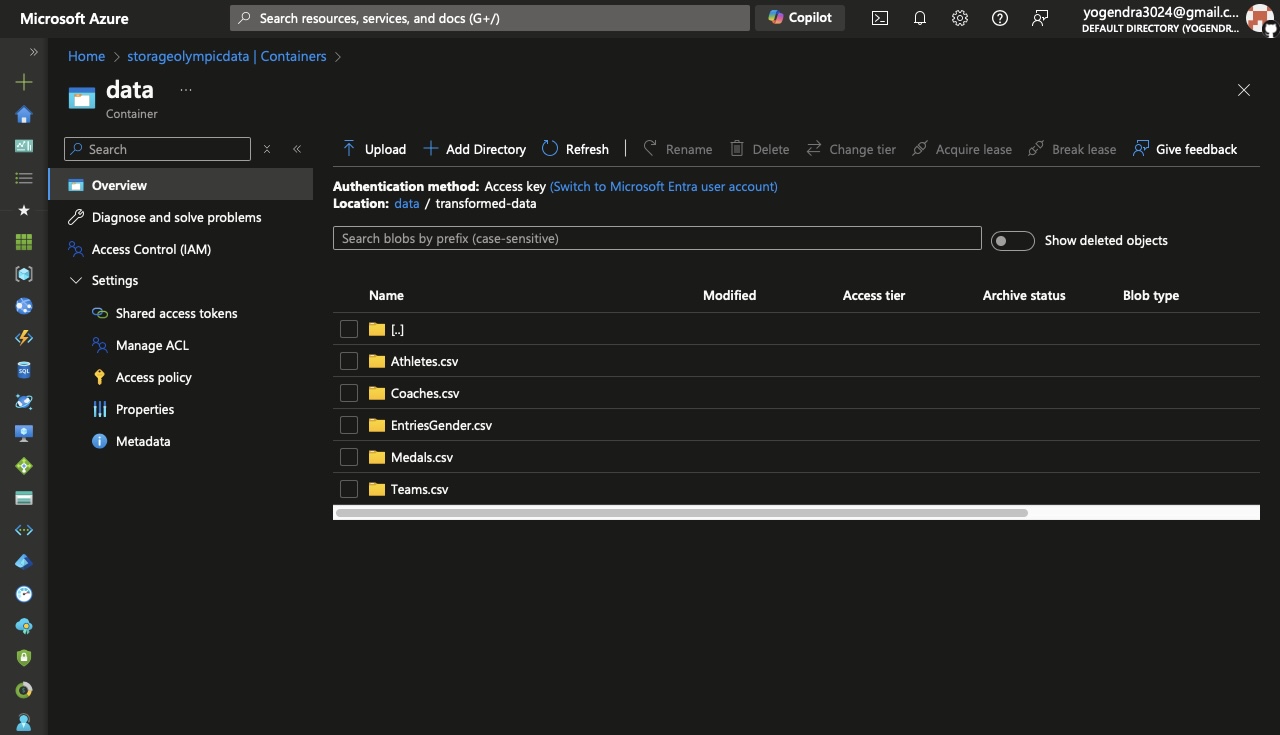 Microsoft Azure
Search resources, services, and docs (G+/)
Copilot
yogendra3024@gmail.c...
DEFAULT DIRECTORY (YOGENDR...
Home > storageolympicdata | Containers >
data ...
Container
Search
Overview
Diagnose and solve problems
Access Control (IAM)
Settings
Shared access tokens
Manage ACL
Access policy
Properties
Metadata
Upload Add Directory Refresh Rename Delete Change tier Acquire lease Break lease Give feedback
Authentication method: Access key (Switch to Microsoft Entra user account)
Location: data / transformed-data
Search blobs by prefix (case-sensitive)
Show deleted objects
Name Modified Access tier Archive status Blob type
[..]
Athletes.csv
Coaches.csv
EntriesGender.csv
Medals.csv
Teams.csv